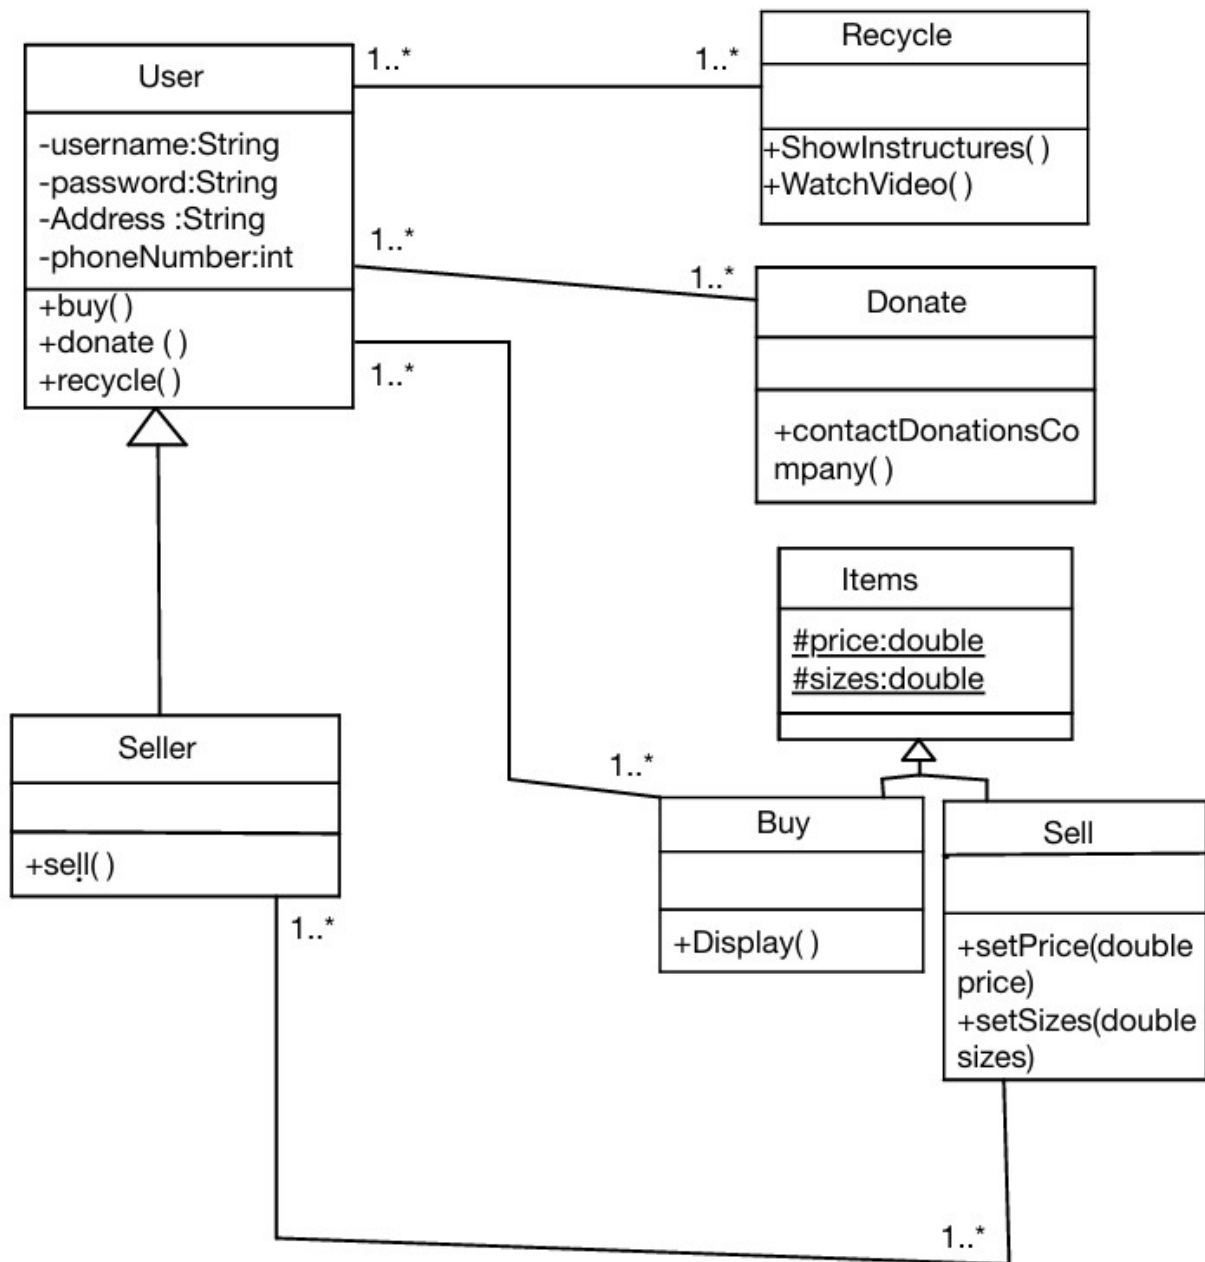 User
-username:String
-password:String
-Address :String
-phoneNumber:int
+buy()
+donate ( )
+recycle( )
1..*
1..*
Recycle
+ShowInstructures( )
+WatchVideo( )
1..*
1..*
Donate
+contactDonationsCo
mpany( )
1..*
1..*
Items
#price:double
#sizes:double
Seller
+sell( )
Buy
+Display( )
Sell
+setPrice(double
price)
+setSizes(double
sizes)
1..*
1..*